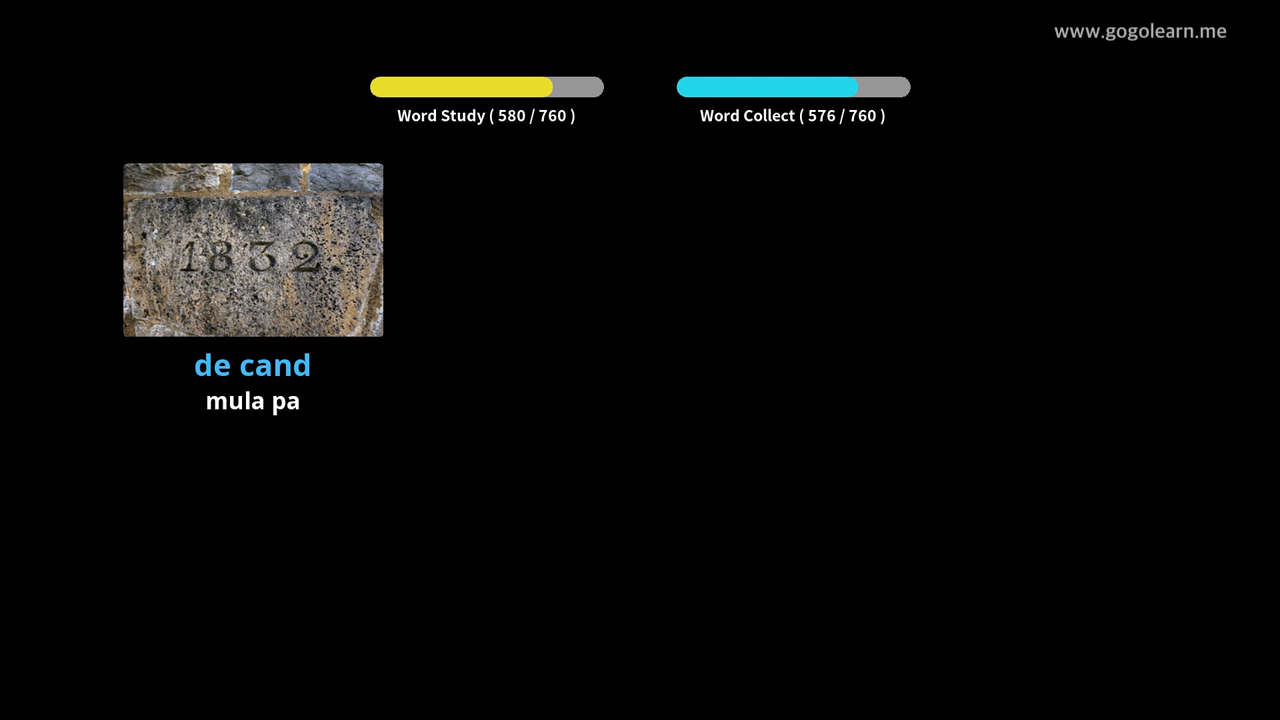 www.gogolearn.me
Word Study ( 580 / 760 )
Word Collect ( 576 / 760 )
1832.
de cand
mula pa